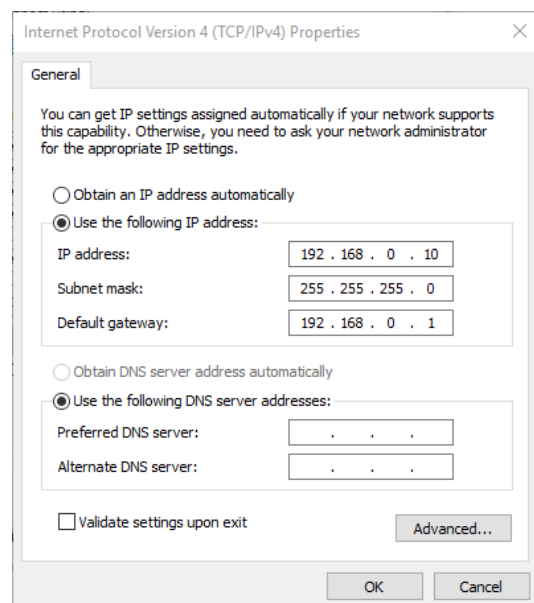 Internet Protocol Version 4 (TCP/IPv4) Properties
General
You can get IP settings assigned automatically if your network supports
this capability. Otherwise, you need to ask your network administrator
for the appropriate IP settings.
Obtain an IP address automatically
Use the following IP address:
IP address: 192 . 168 . 0 . 10
Subnet mask: 255 . 255 . 255 . 0
Default gateway: 192 . 168 . 0 . 1
Obtain DNS server address automatically
Use the following DNS server addresses:
Preferred DNS server: . . .
Alternate DNS server: . . .
Validate settings upon exit
Advanced...
OK Cancel